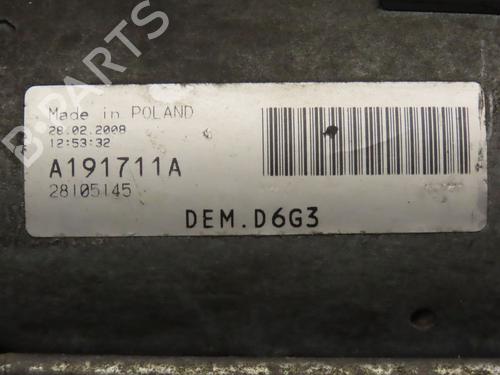 B-PARTS
Made in POLAND
28.02.2008
12:53:32
A191711A
28105145
DEM.D6G3